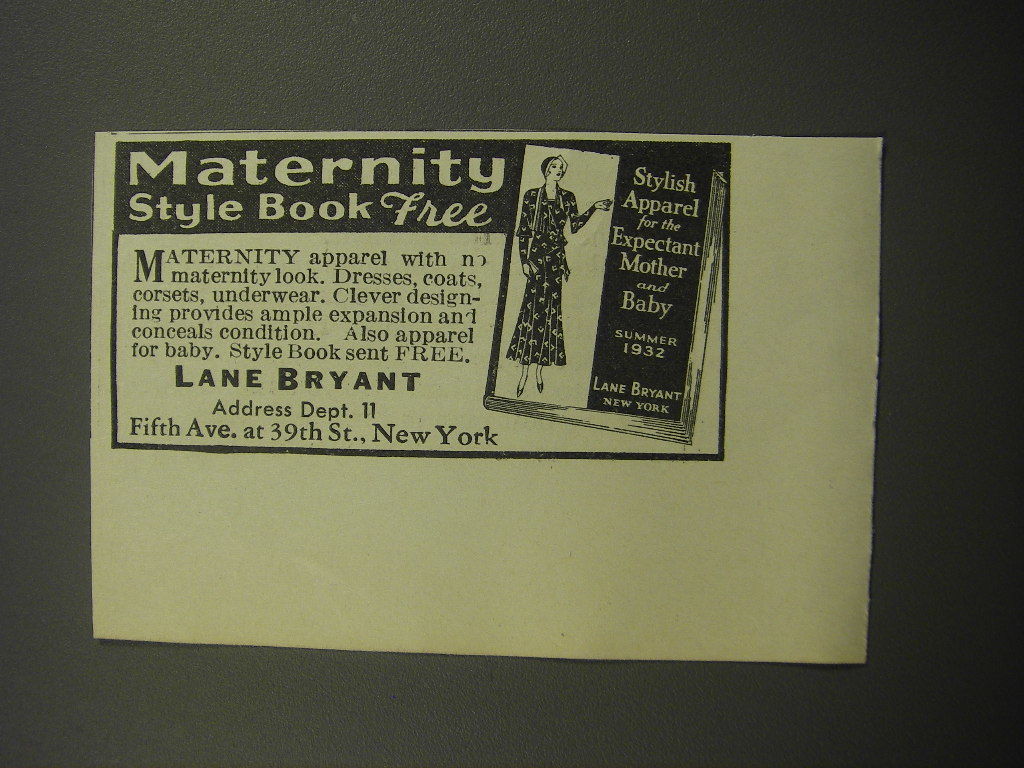 Maternity
Style Book Free
MATERNITY apparel with no
maternity look. Dresses, coats,
corsets, underwear. Clever design-
ing provides ample expansion and
conceals condition. Also apparel
for baby. Style Book sent FREE.
LANE BRYANT
Address Dept. 11
Fifth Ave. at 39th St., New York
Stylish
Apparel
for the
Expectant
Mother
and
Baby
SUMMER
1932
LANE BRYANT
NEW YORK